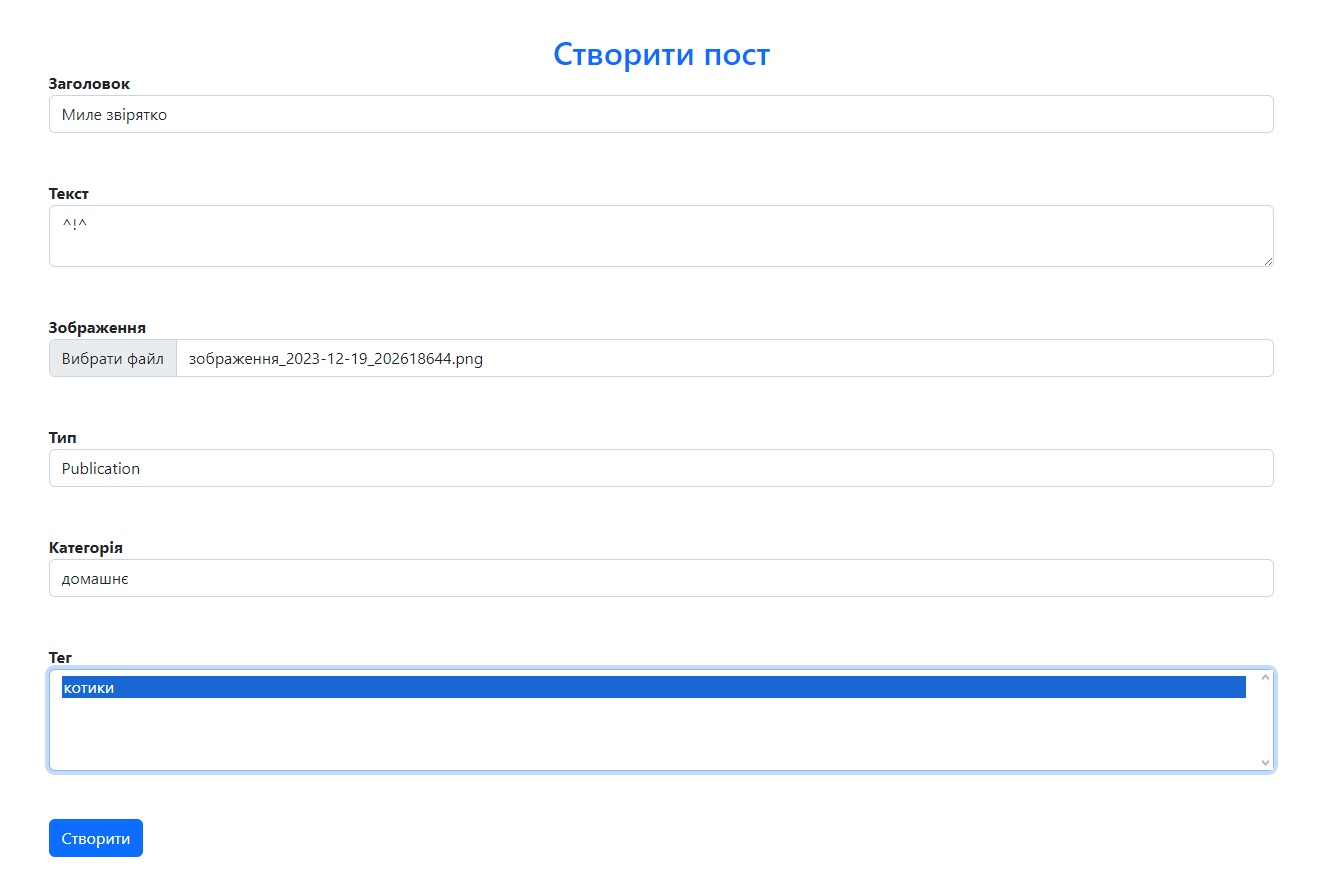 Створити пост
Заголовок
Миле звірятко
Текст
^!^
Зображення
Вибрати файл зображення_2023-12-19_202618644.png
Тип
Publication
Категорія
домашнє
Тег
котики
Створити